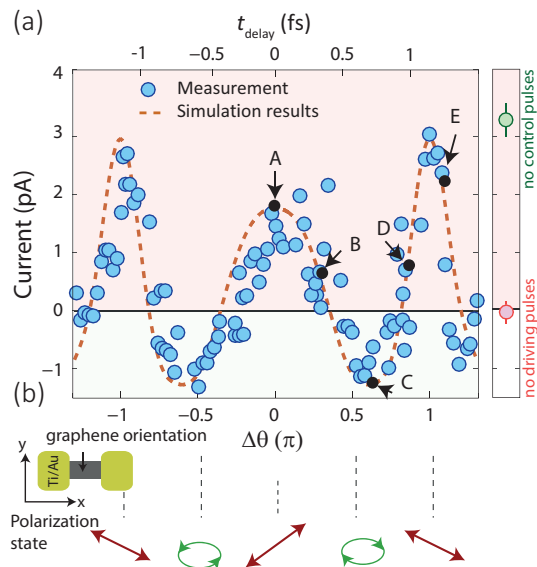 (a)
t_delay (fs)
-1 −0.5 0 0.5 1
4
3
2
1
0
−1
Current (pA)
Measurement
Simulation results
A
B
C
D
E
-1 −0.5 0 0.5 1
Δθ (π)
no control pulses
no driving pulses
(b)
graphene orientation
y
Ti/Au
x
Polarization
state